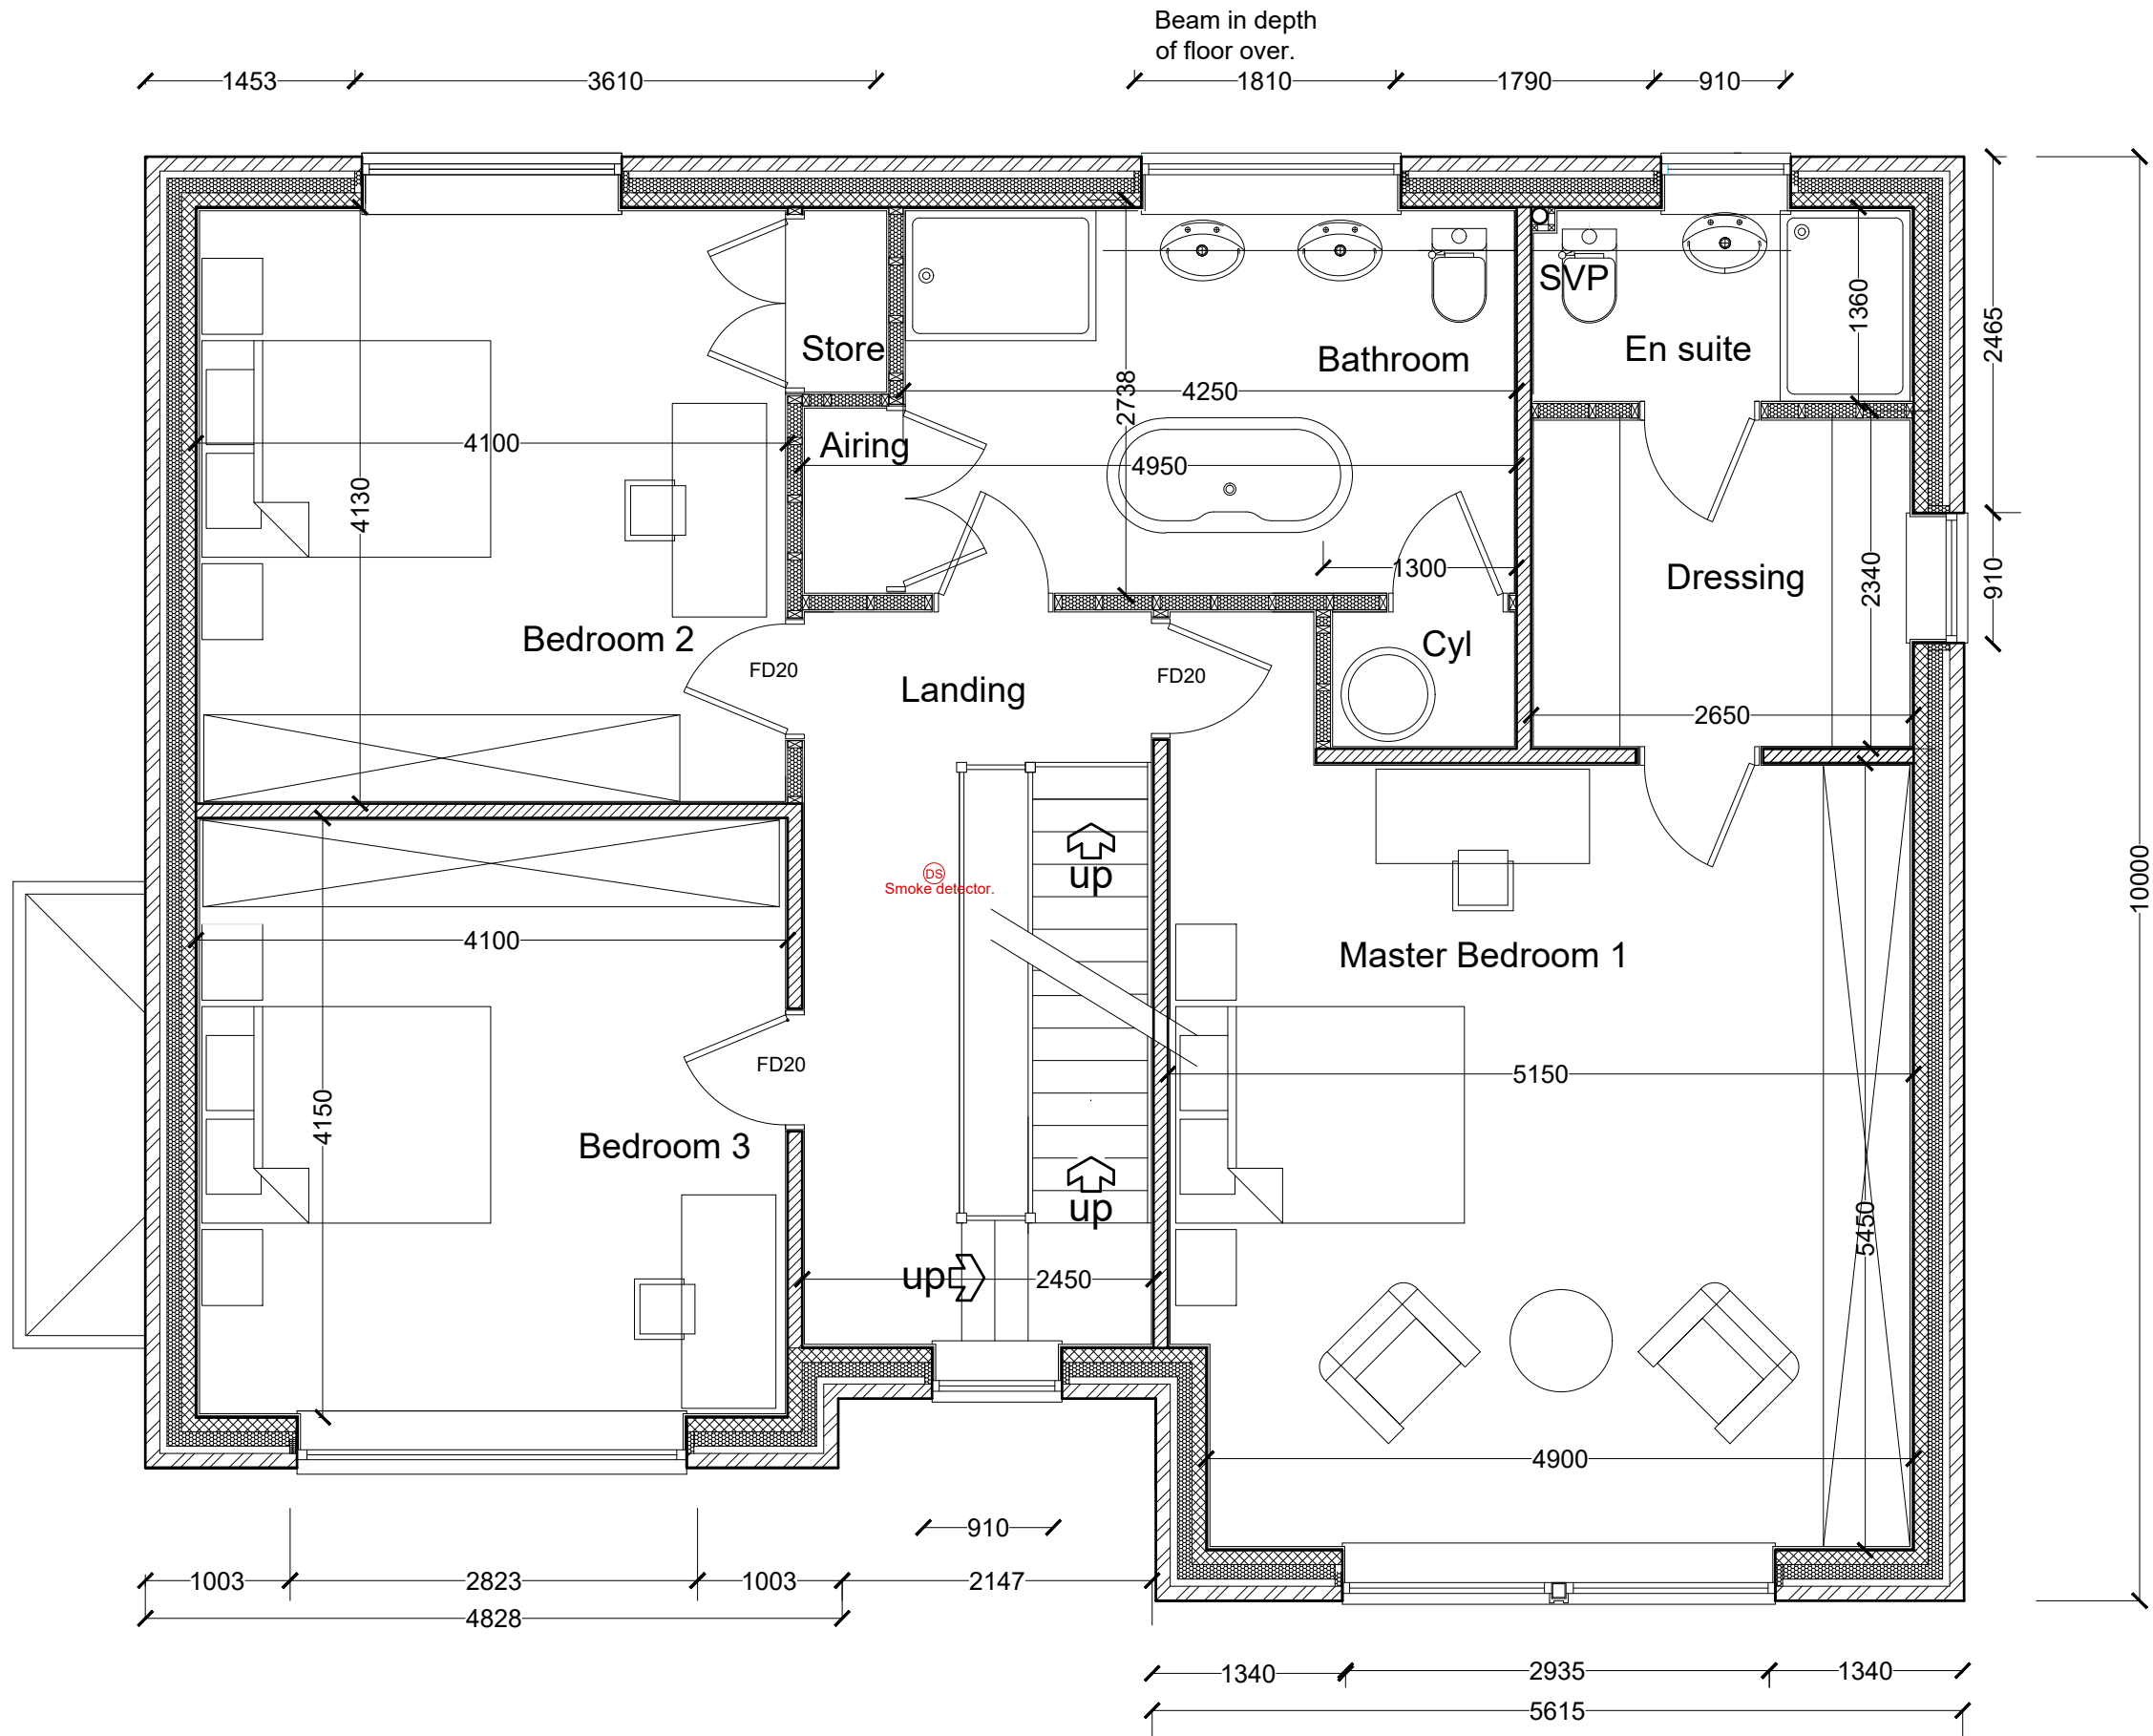 Beam in depth
of floor over.
1453
3610
1810
1790
910
SVP
1360
2465
Store
En suite
Bathroom
4250
2738
4100
Airing
4950
4130
1300
Dressing
2340
910
Bedroom 2
Cyl
FD20
Landing
FD20
2650
DS
Smoke detector.
up
10000
4100
Master Bedroom 1
FD20
5150
4150
Bedroom 3
up
5450
up
2450
4900
910
1003
2823
1003
2147
4828
1340
2935
1340
5615